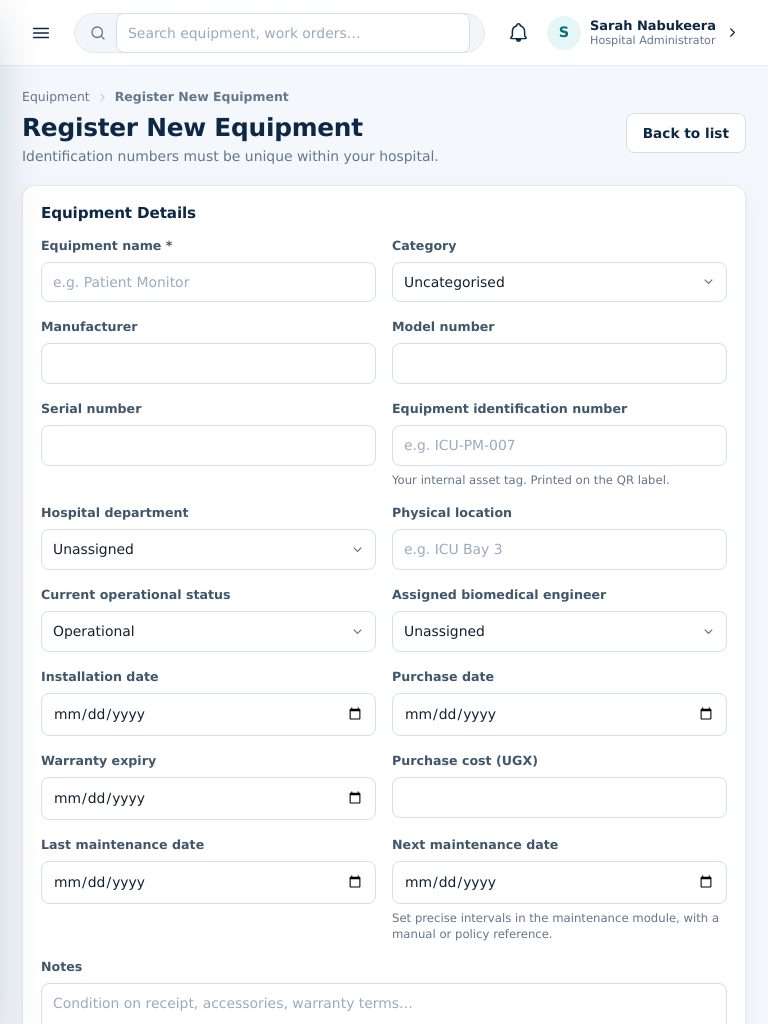 Search equipment, work orders...
S
Sarah Nabukeera
Hospital Administrator
Equipment
Register New Equipment
Register New Equipment
Identification numbers must be unique within your hospital.
Back to list
Equipment Details
Equipment name *
Category
e.g. Patient Monitor
Uncategorised
Manufacturer
Model number
Serial number
Equipment identification number
e.g. ICU-PM-007
Your internal asset tag. Printed on the QR label.
Hospital department
Physical location
Unassigned
e.g. ICU Bay 3
Current operational status
Assigned biomedical engineer
Operational
Unassigned
Installation date
Purchase date
mm/dd/yyyy
mm/dd/yyyy
Warranty expiry
Purchase cost (UGX)
mm/dd/yyyy
Last maintenance date
Next maintenance date
mm/dd/yyyy
mm/dd/yyyy
Set precise intervals in the maintenance module, with a
manual or policy reference.
Notes
Condition on receipt, accessories, warranty terms...